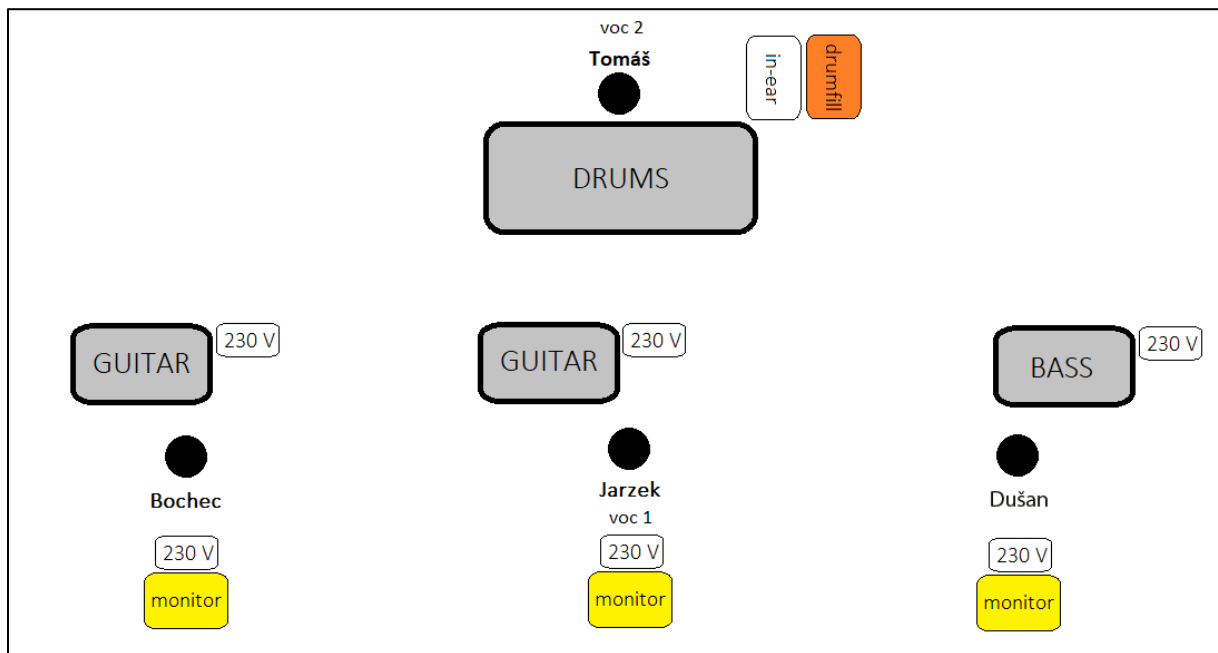 voc 2
Tomáš
in-ear
drumfill
DRUMS
GUITAR
230 V
GUITAR
230 V
BASS
230 V
Bochec
Jarzek
voc 1
Dušan
230 V
monitor
230 V
monitor
230 V
monitor